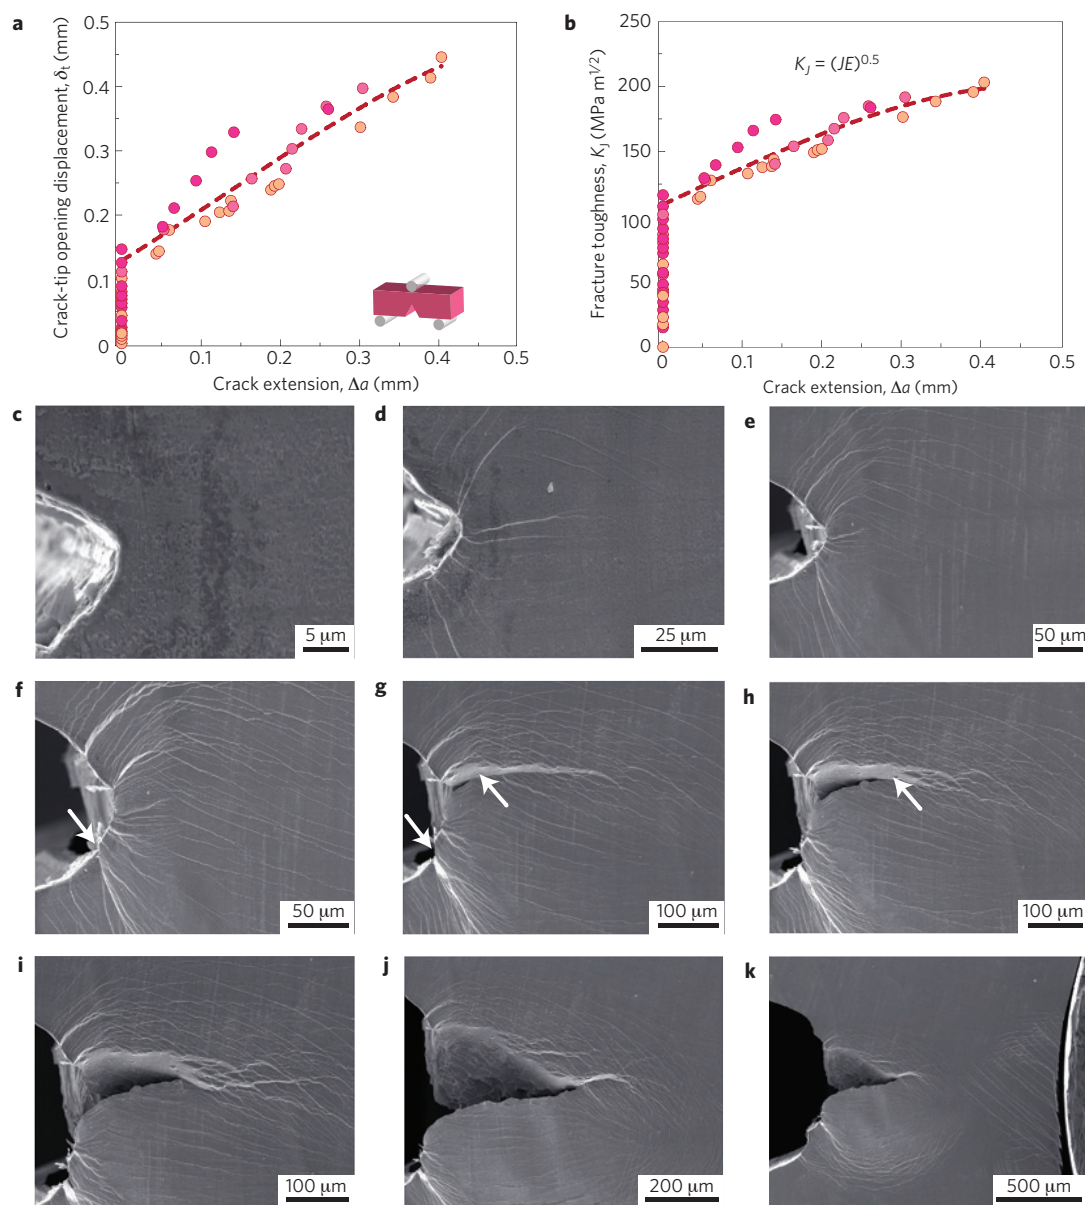 a
Crack-tip opening displacement, δt (mm)
0.5
0.4
0.3
0.2
0.1
0
0 0.1 0.2 0.3 0.4 0.5
Crack extension, Δa (mm)
b
Fracture toughness, KJ (MPa m1/2)
250
200
150
100
50
0
KJ = (JE)0.5
0 0.1 0.2 0.3 0.4 0.5
Crack extension, Δa (mm)
c
5 μm
d
25 μm
e
50 μm
f
50 μm
g
100 μm
h
100 μm
i
100 μm
j
200 μm
k
500 μm